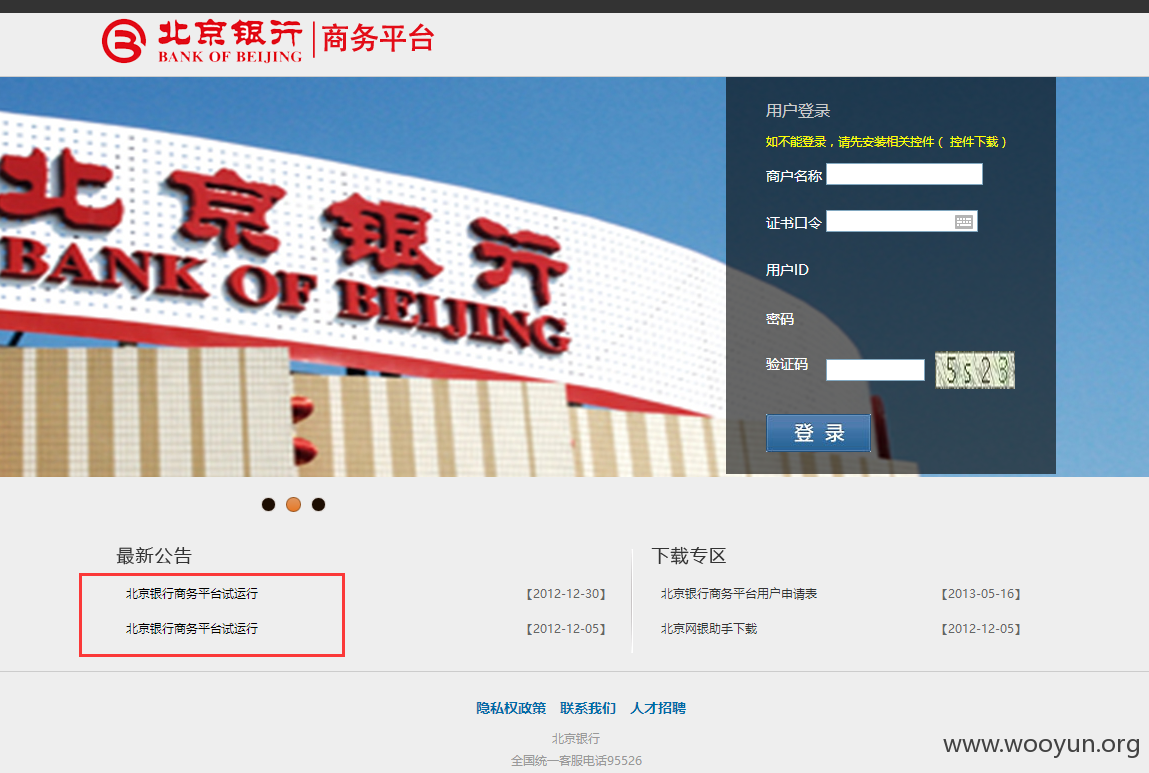 北京银行 商务平台
BANK OF BEIJING
北京银行
BANK OF BEIJING
用户登录
如不能登录，请先安装相关控件（ 控件下载 ）
商户名称
证书口令
用户ID
密码
验证码 5s23
登 录
最新公告
北京银行商务平台试运行 【2012-12-30】
北京银行商务平台试运行 【2012-12-05】
下载专区
北京银行商务平台用户申请表 【2013-05-16】
北京网银助手下载 【2012-12-05】
隐私权政策 联系我们 人才招聘
北京银行
全国统一客服电话95526
www.wooyun.org